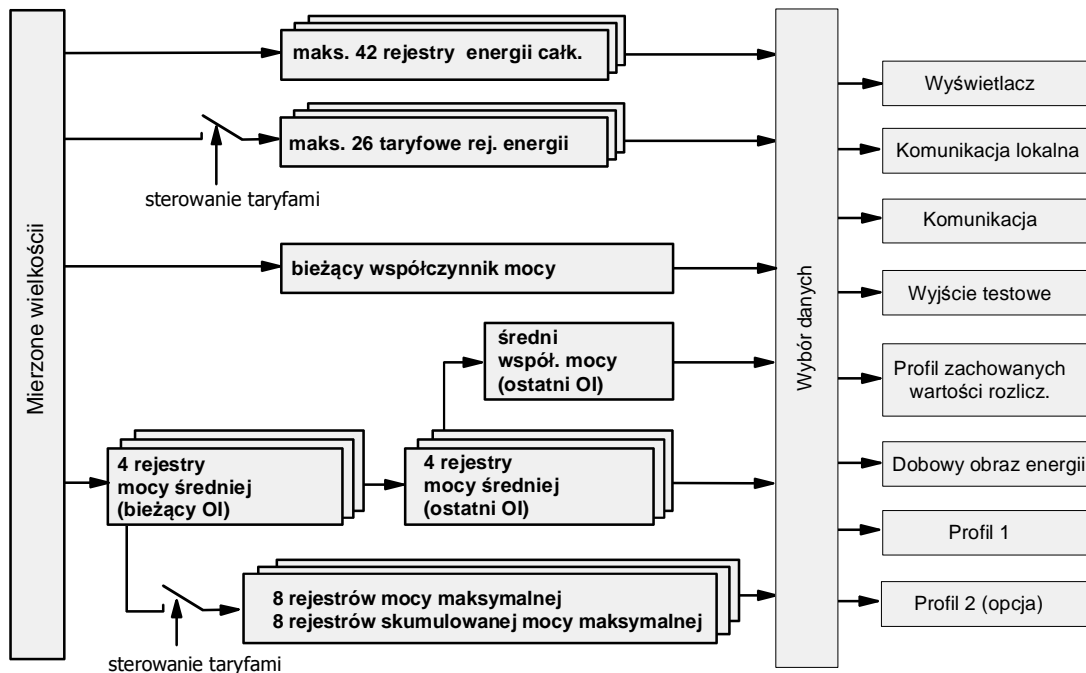 Mierzone wielkościi
maks. 42 rejestry energii całk.
maks. 26 taryfowe rej. energii
sterowanie taryfami
bieżący współczynnik mocy
średni
współ. mocy
(ostatni OI)
4 rejestry
mocy średniej
(bieżący OI)
4 rejestry
mocy średniej
(ostatni OI)
8 rejestrów mocy maksymalnej
8 rejestrów skumulowanej mocy maksymalnej
sterowanie taryfami
Wybór danych
Wyświetlacz
Komunikacja lokalna
Komunikacja
Wyjście testowe
Profil zachowanych
wartości rozlicz.
Dobowy obraz energii
Profil 1
Profil 2 (opcja)